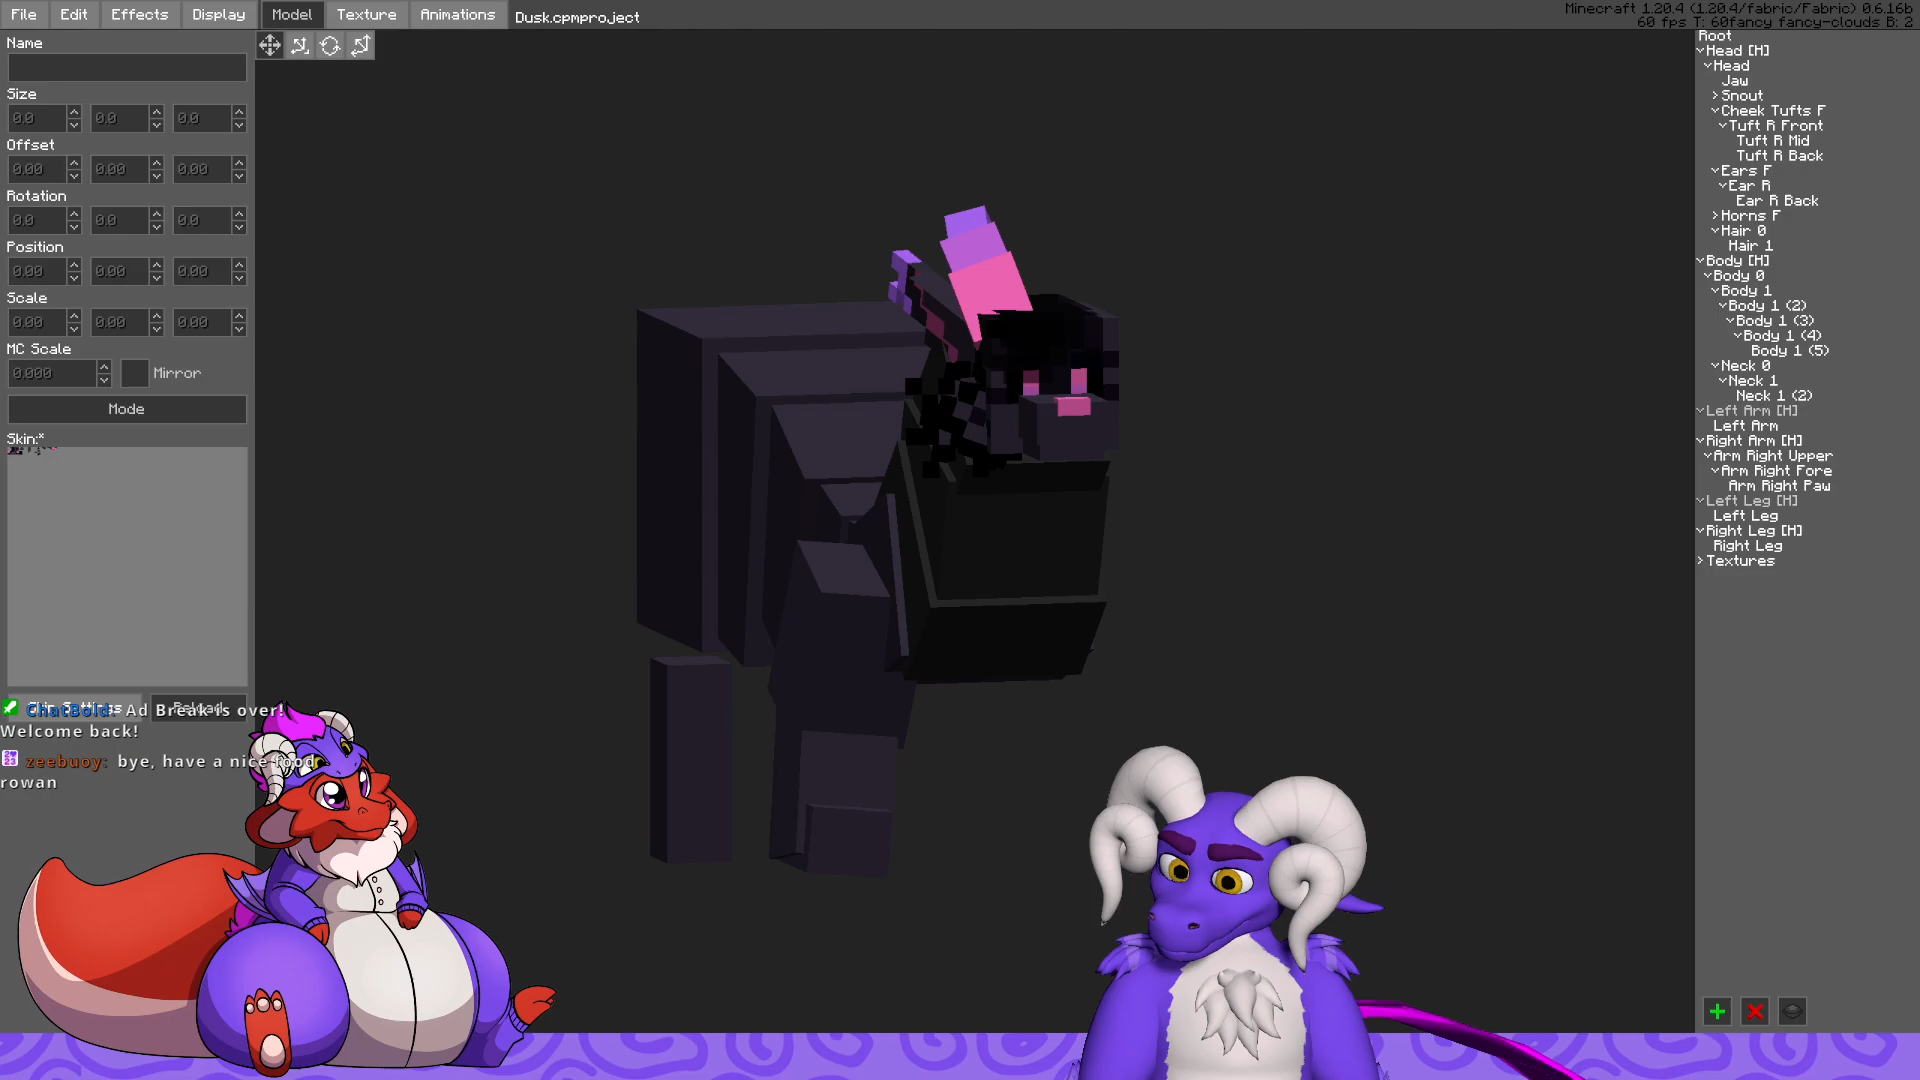 File Edit Effects Display Model Texture Animations Dusk.cpmproject
Minecraft 1.20.4 (1.20.4/fabric/Fabric) 0.6.16b
60 fps T: 60fancy fancy-clouds B: 2
Name
Size
0.0 0.0 0.0
Offset
0.00 0.00 0.00
Rotation
0.0 0.0 0.0
Position
0.00 0.00 0.00
Scale
0.00 0.00 0.00
MC Scale
0.000 Mirror
Mode
Skin:*
Skin Settings Reload
ChatBold: Ad Break is over!
Welcome back!
zeebuoy: bye, have a nice food
rowan
Root
Head [H]
Head
Jaw
Snout
Cheek Tufts F
Tuft R Front
Tuft R Mid
Tuft R Back
Ears F
Ear R
Ear R Back
Horns F
Hair 0
Hair 1
Body [H]
Body 0
Body 1
Body 1 (2)
Body 1 (3)
Body 1 (4)
Body 1 (5)
Neck 0
Neck 1
Neck 1 (2)
Left Arm [H]
Left Arm
Right Arm [H]
Arm Right Upper
Arm Right Fore
Arm Right Paw
Left Leg [H]
Left Leg
Right Leg [H]
Right Leg
Textures